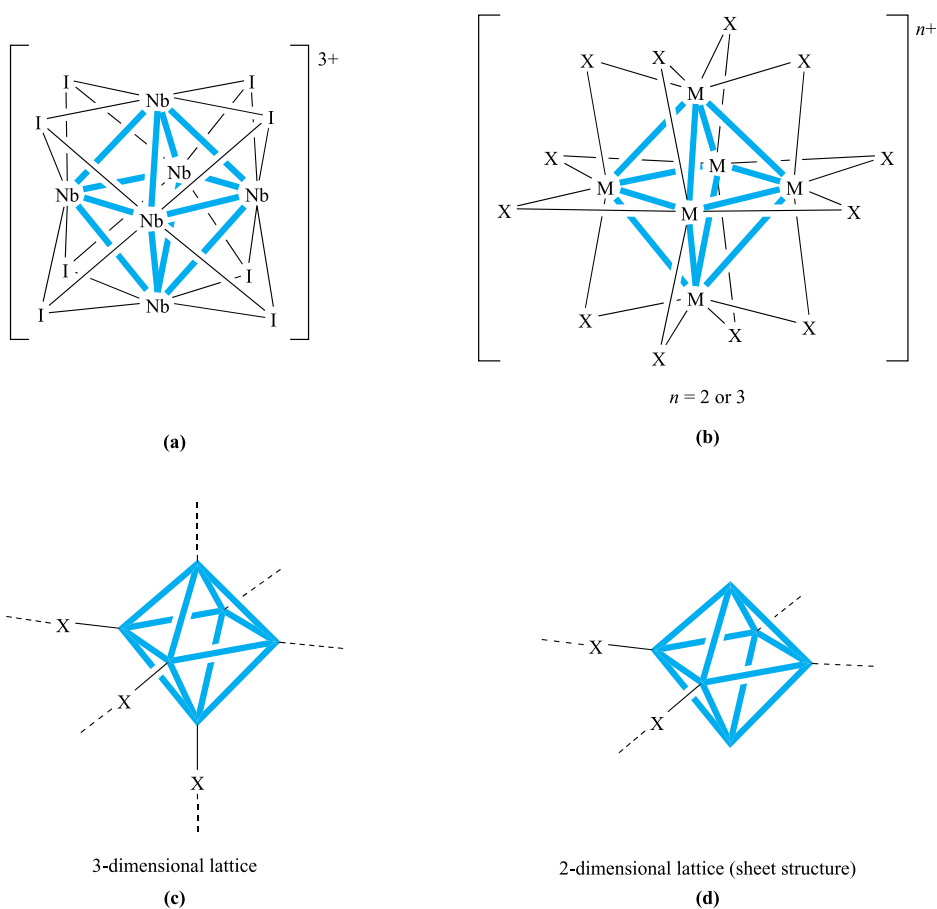 3+
I I
Nb
I I
Nb
Nb Nb
Nb
I I
I I
Nb
(a)
n+
X
X X X
M
X X
M
M M
X X
M
M
X X
X
X
n = 2 or 3
(b)
X
X
X
3-dimensional lattice
(c)
X
X
2-dimensional lattice (sheet structure)
(d)